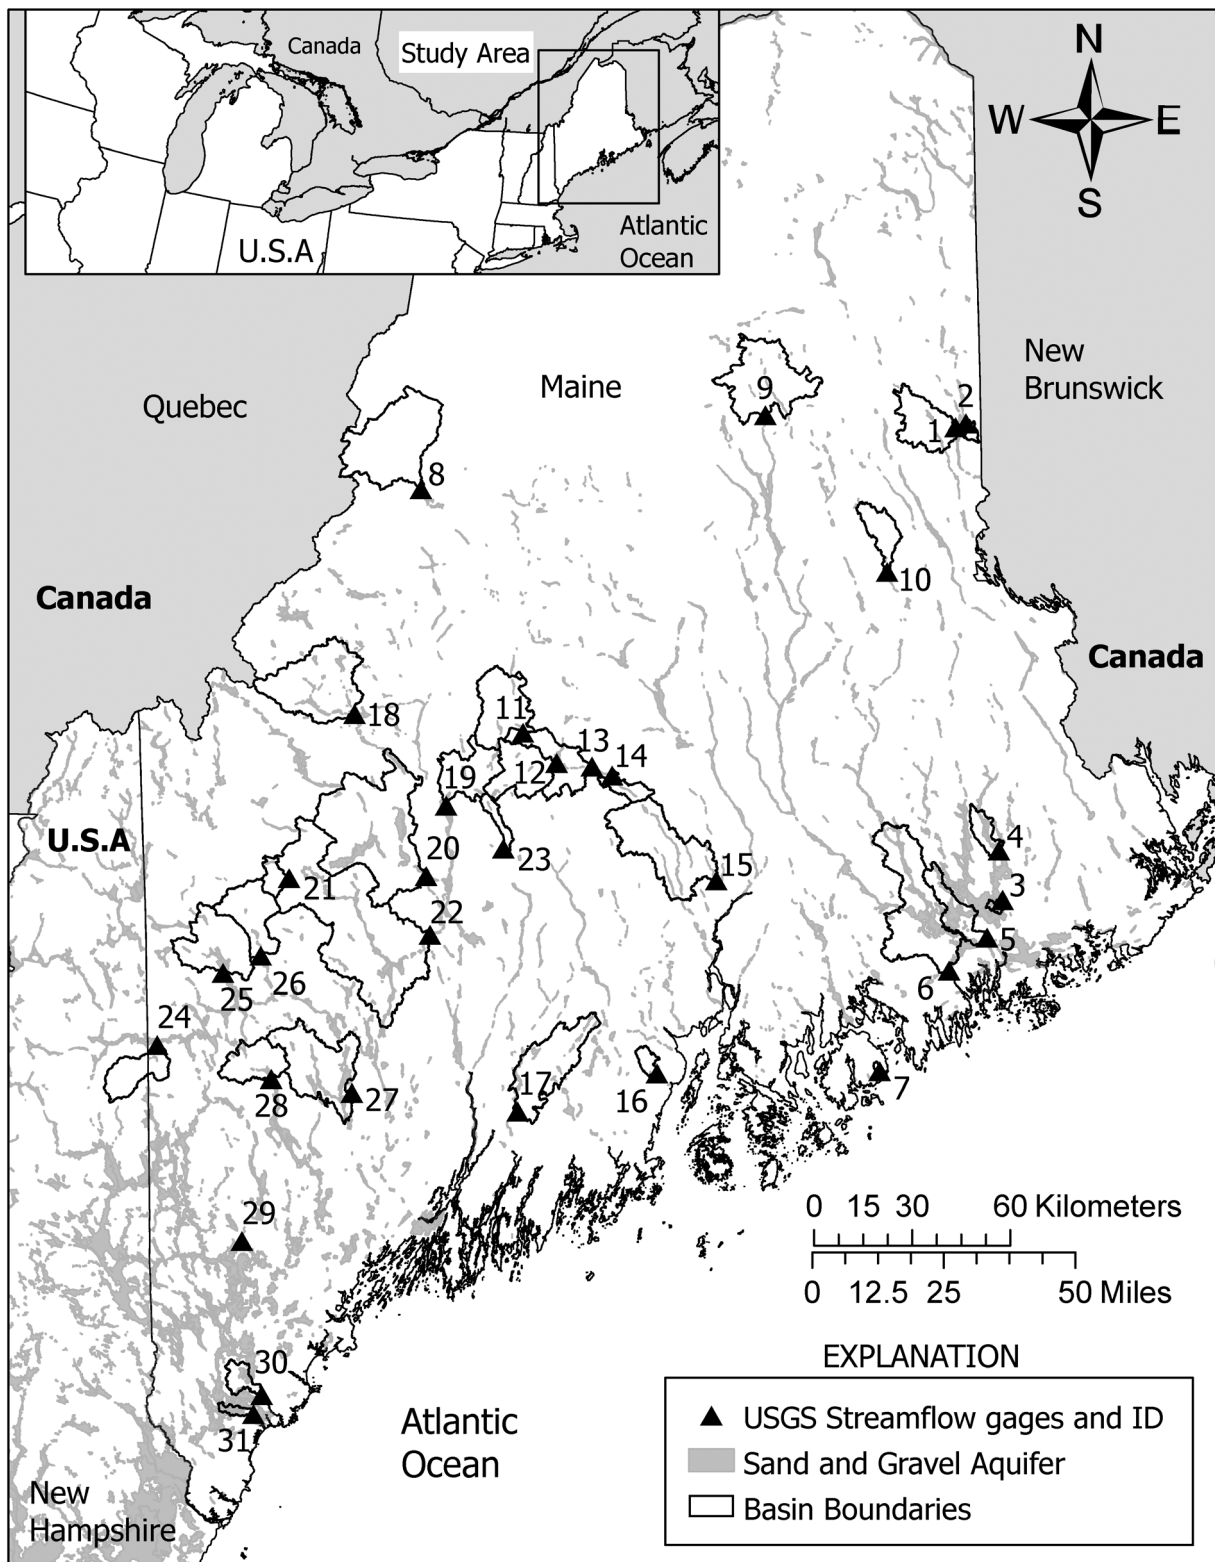 Canada
Study Area
Atlantic
Ocean
U.S.A
N
W
E
S
Quebec
Maine
New
Brunswick
9
2
1
8
10
Canada
Canada
18
11
13
14
12
19
U.S.A
20
23
21
15
4
3
22
5
6
26
25
24
28
27
17
16
7
29
0 15 30 60 Kilometers
0 12.5 25 50 Miles
30
31
Atlantic
Ocean
New
Hampshire
EXPLANATION
USGS Streamflow gages and ID
Sand and Gravel Aquifer
Basin Boundaries